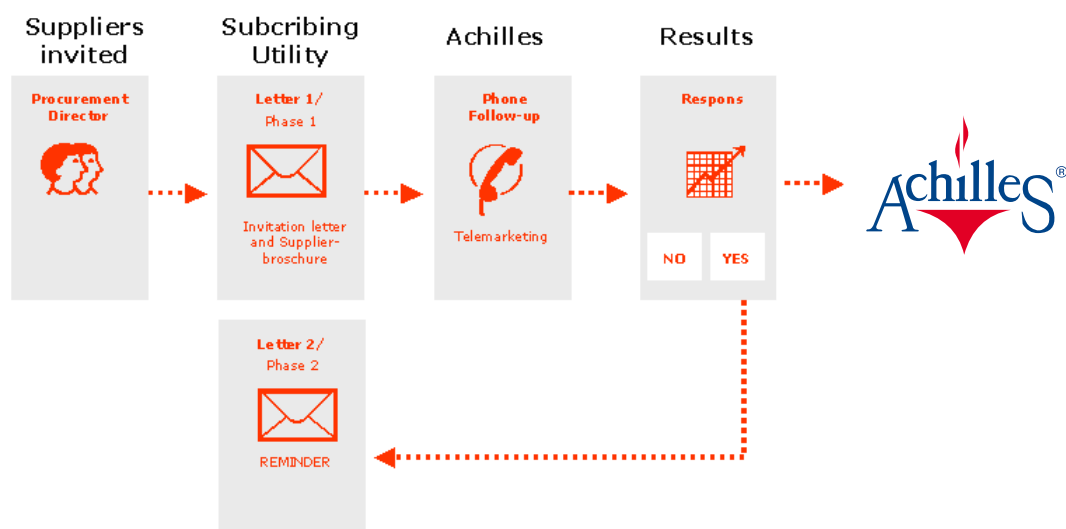 Suppliers
invited
Subcribing
Utility
Achilles
Results
Procurement
Director
Letter 1/
Phase 1
Invitation letter
and Supplier-
broschure
Phone
Follow-up
Telemarketing
Respons
NO
YES
AchilleS®
Letter 2/
Phase 2
REMINDER